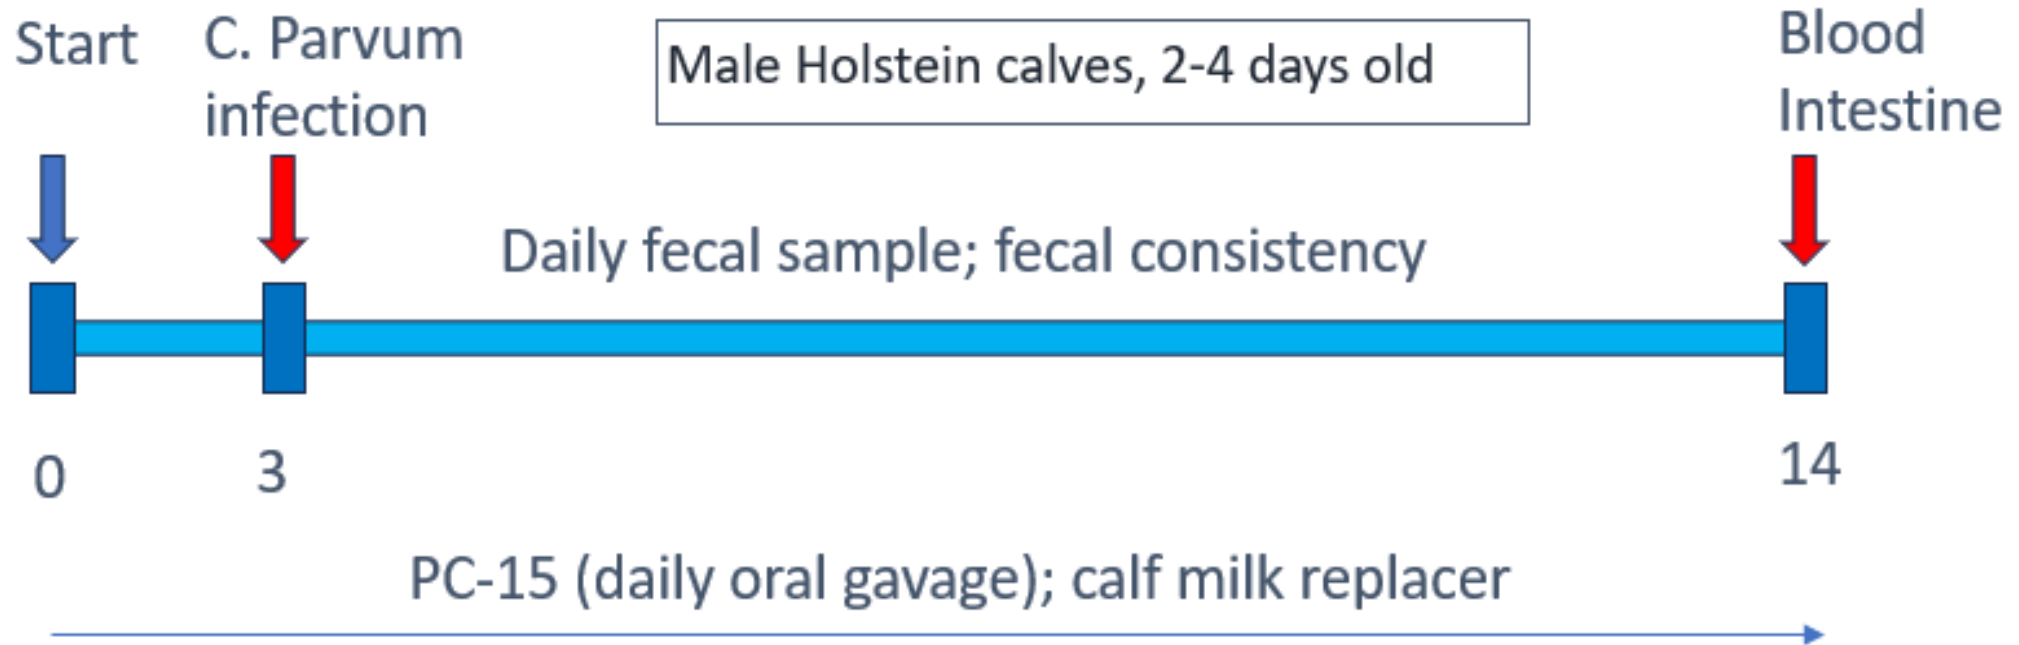 Start
C. Parvum
infection
Male Holstein calves, 2-4 days old
Blood
Intestine
Daily fecal sample; fecal consistency
0
3
14
PC-15 (daily oral gavage); calf milk replacer